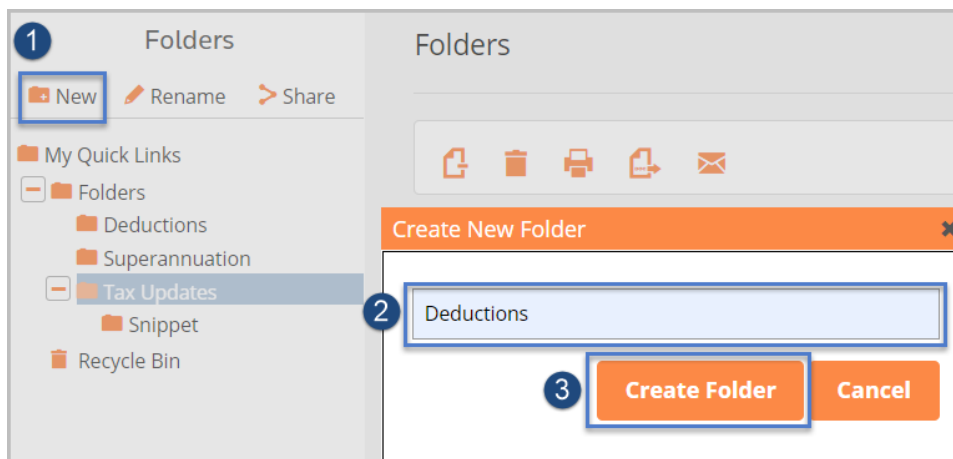 1
Folders
New
Rename
Share
My Quick Links
Folders
Deductions
Superannuation
Tax Updates
Snippet
Recycle Bin
Folders
Create New Folder
2
Deductions
3
Create Folder
Cancel